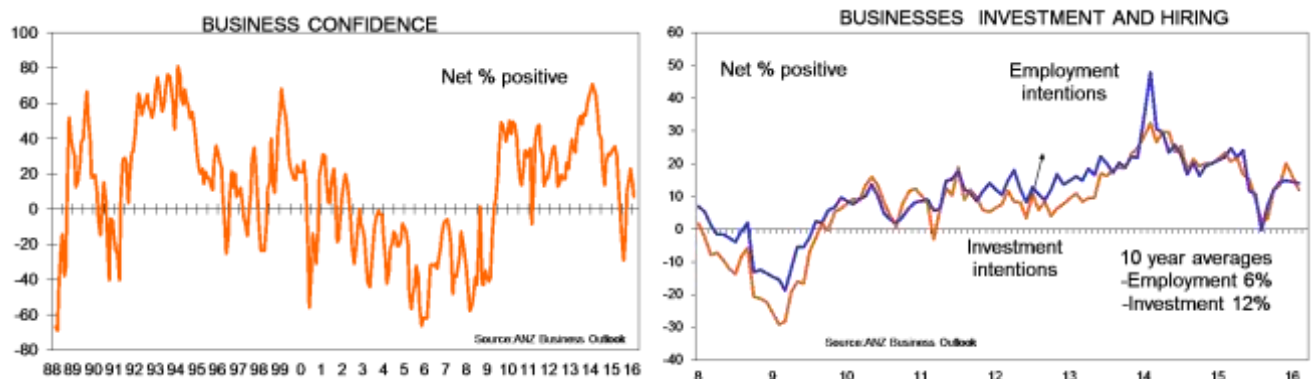 BUSINESS CONFIDENCE
100
80
60
40
20
0
-20
-40
-60
-80
Net % positive
Source:ANZ Business Outlook
88 89 90 91 92 93 94 95 96 97 98 99 0 1 2 3 4 5 6 7 8 9 10 11 12 13 14 15 16
BUSINESSES INVESTMENT AND HIRING
60
50
40
30
20
10
0
-10
-20
-30
-40
Net % positive
Employment
intentions
Investment
intentions
10 year averages
-Employment 6%
-Investment 12%
Source:ANZ Business Outlook
8 9 10 11 12 13 14 15 16